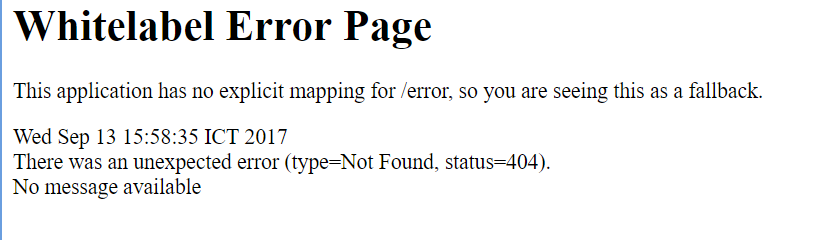 Whitelabel Error Page
This application has no explicit mapping for /error, so you are seeing this as a fallback.
Wed Sep 13 15:58:35 ICT 2017
There was an unexpected error (type=Not Found, status=404).
No message available